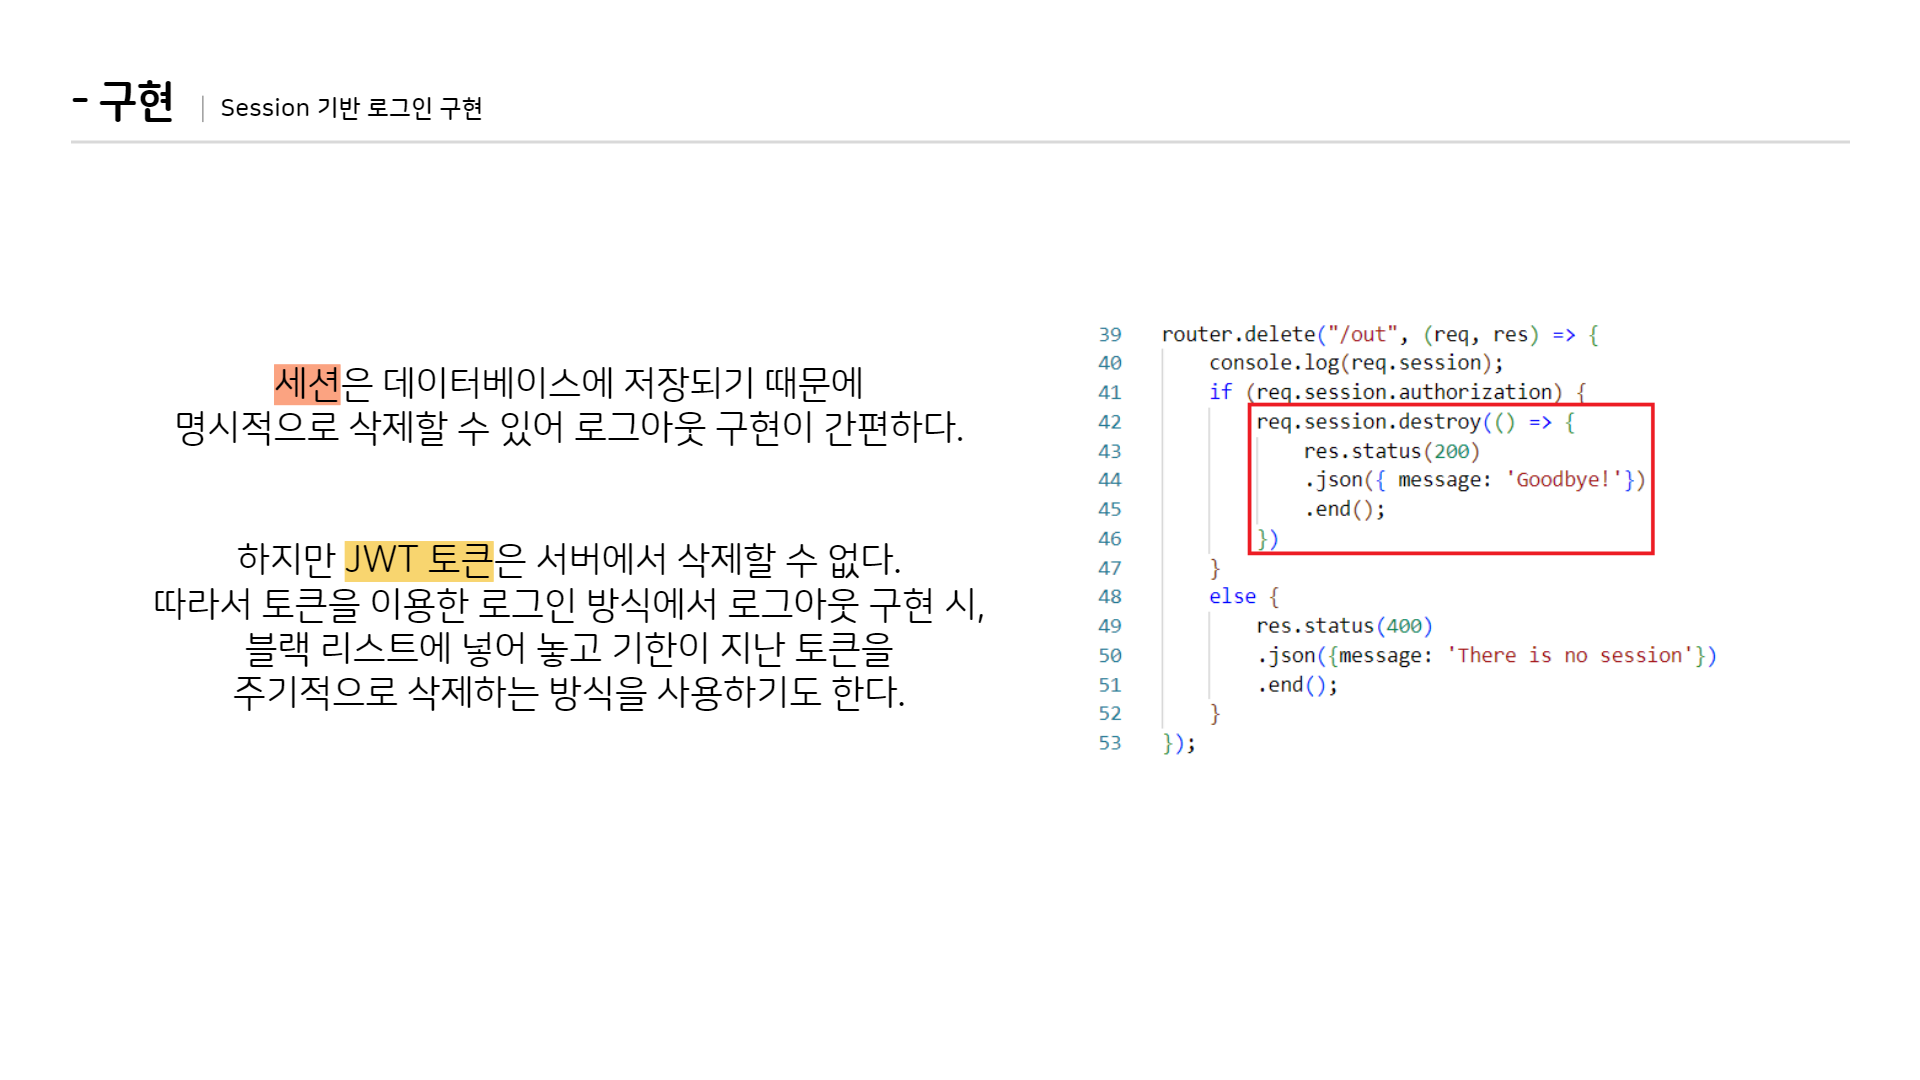 - 구현 | Session 기반 로그인 구현
세션은 데이터베이스에 저장되기 때문에
명시적으로 삭제할 수 있어 로그아웃 구현이 간편하다.
하지만 JWT 토큰은 서버에서 삭제할 수 없다.
따라서 토큰을 이용한 로그인 방식에서 로그아웃 구현 시,
블랙 리스트에 넣어 놓고 기한이 지난 토큰을
주기적으로 삭제하는 방식을 사용하기도 한다.
39 router.delete("/out", (req, res) => {
40     console.log(req.session);
41     if (req.session.authorization) {
42         req.session.destroy(() => {
43             res.status(200)
44             .json({ message: 'Goodbye!'})
45             .end();
46         })
47     }
48     else {
49         res.status(400)
50         .json({message: 'There is no session'})
51         .end();
52     }
53 });